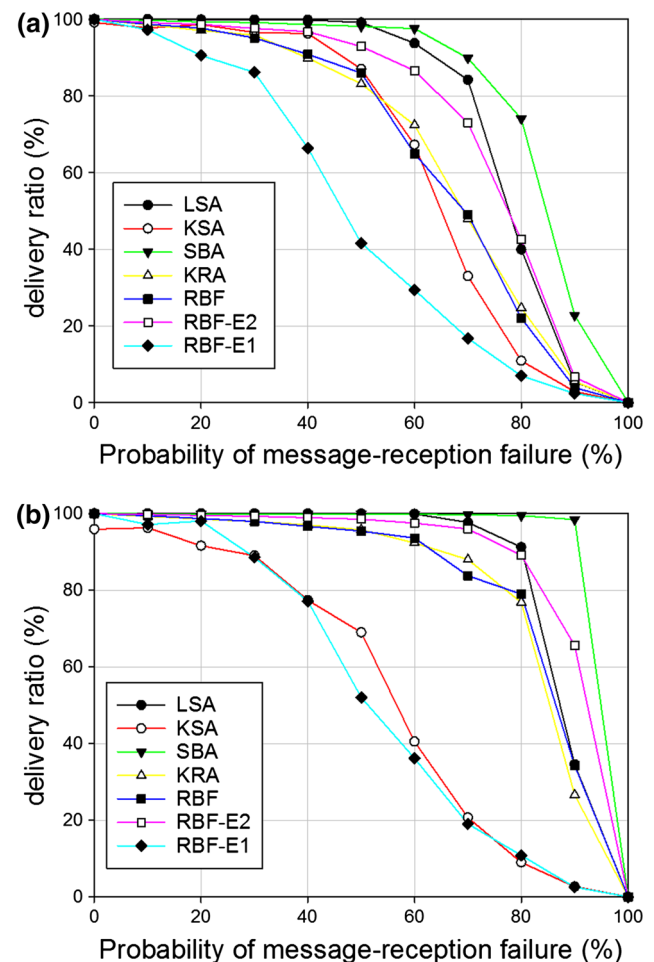 (a)
100
80
60
40
20
0
delivery ratio (%)
LSA
KSA
SBA
KRA
RBF
RBF-E2
RBF-E1
0 20 40 60 80 100
Probability of message-reception failure (%)
(b)
100
80
60
40
20
0
delivery ratio (%)
LSA
KSA
SBA
KRA
RBF
RBF-E2
RBF-E1
0 20 40 60 80 100
Probability of message-reception failure (%)